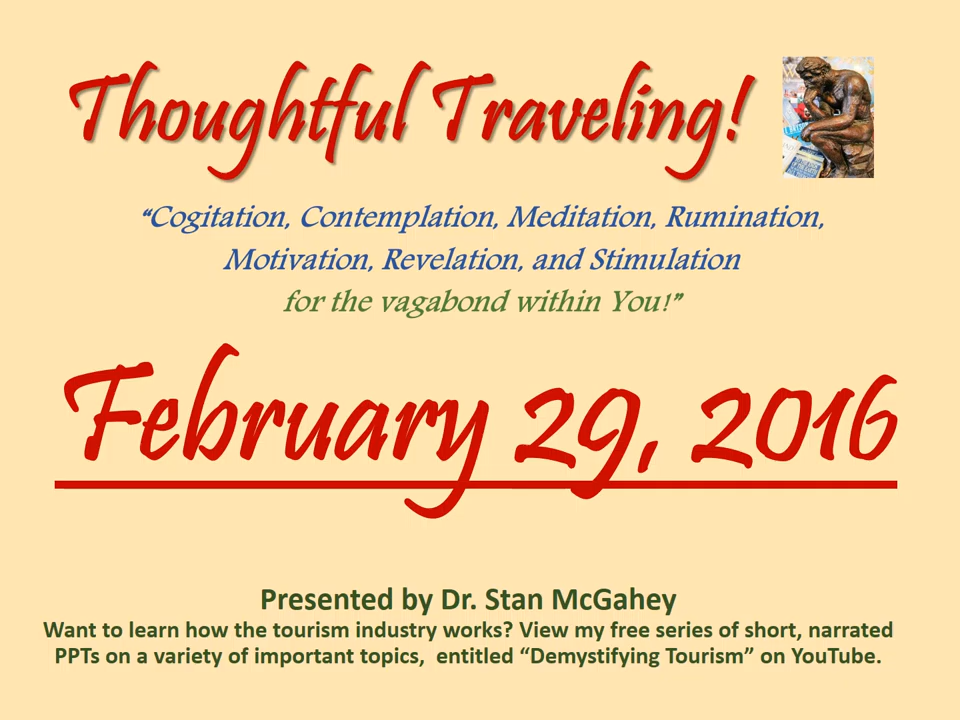 Thoughtful Traveling!
“Cogitation, Contemplation, Meditation, Rumination,
Motivation, Revelation, and Stimulation
for the vagabond within You!”
February 29, 2016
Presented by Dr. Stan McGahey
Want to learn how the tourism industry works? View my free series of short, narrated
PPTs on a variety of important topics,  entitled “Demystifying Tourism” on YouTube.